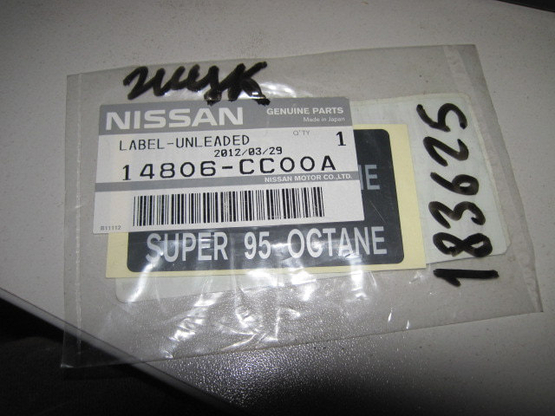 NISSAN
GENUINE PARTS
Made in Japan
LABEL-UNLEADED
Q'TY 1
2012/03/29
14806-CC00A
NISSAN MOTOR CO.,LTD.
NE
SUPER 95 OCTANE
183625